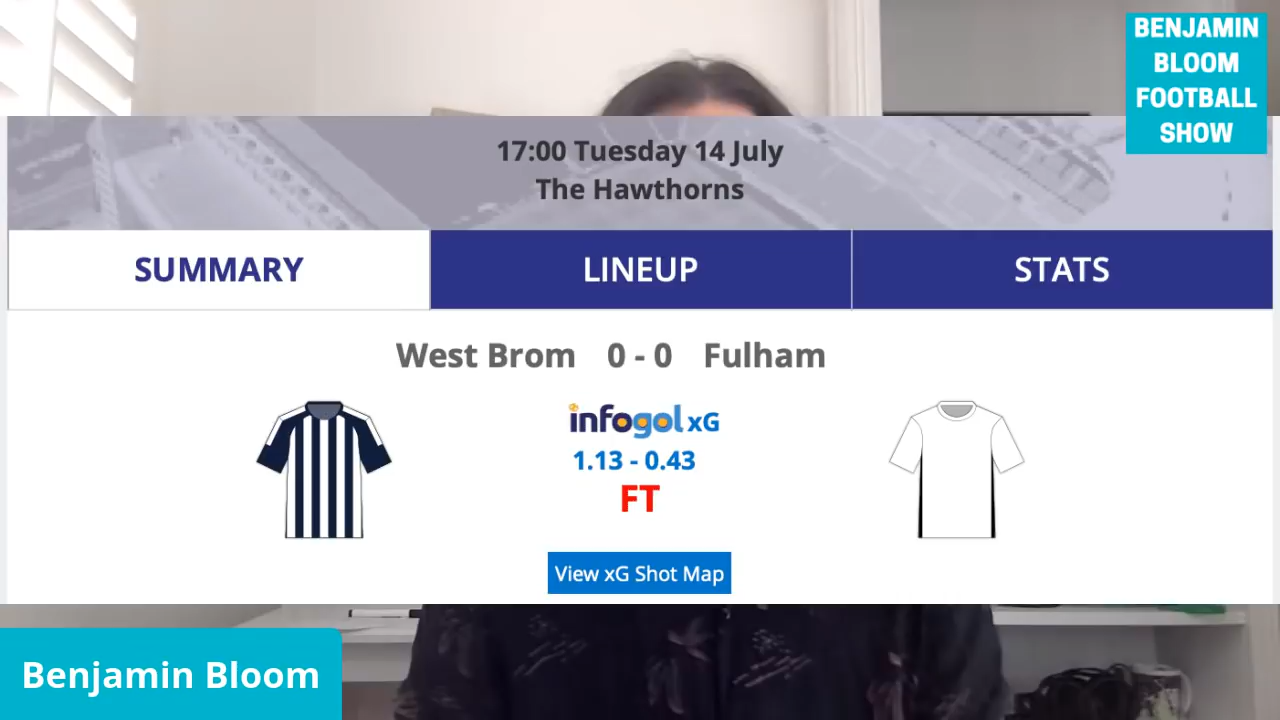 BENJAMIN
BLOOM
FOOTBALL
SHOW
17:00 Tuesday 14 July
The Hawthorns
SUMMARY LINEUP STATS
West Brom 0 - 0 Fulham
infogol xG
1.13 - 0.43
FT
View xG Shot Map
Benjamin Bloom